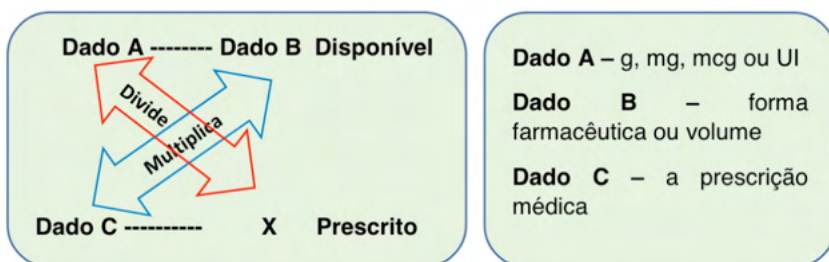 Dado A -------- Dado B Disponível
Divide
Multiplica
Dado C ---------- X Prescrito
Dado A – g, mg, mcg ou UI
Dado B – forma
farmacêutica ou volume
Dado C – a prescrição
médica